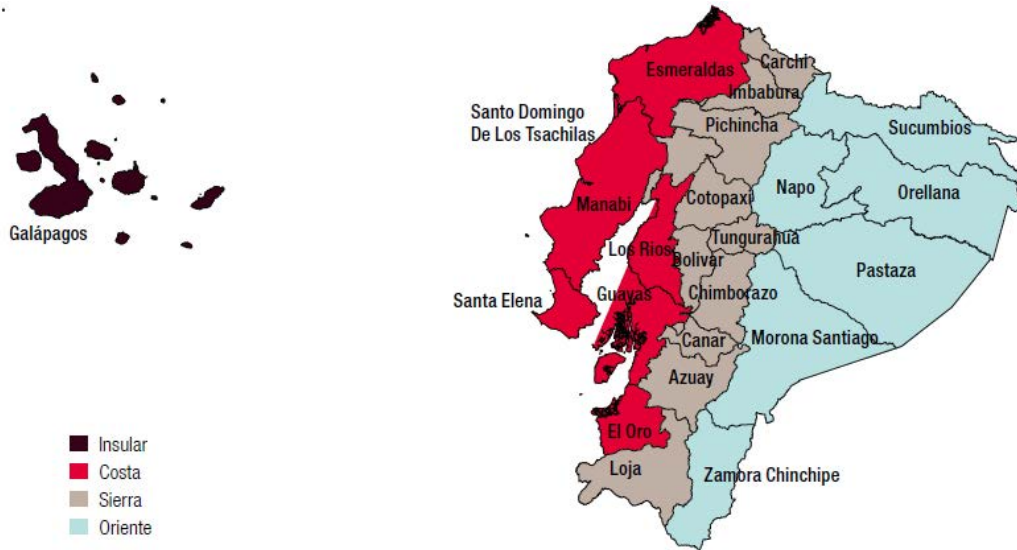 Carchi
Esmeraldas
Imbabura
Santo Domingo
De Los Tsachilas
Pichincha
Sucumbios
Napo
Orellana
Cotopaxi
Manabi
Galápagos
Tungurahua
Los Rios
Bolivar
Pastaza
Santa Elena
Guayas
Chimborazo
Canar
Morona Santiago
Azuay
El Oro
Loja
Zamora Chinchipe
Insular
Costa
Sierra
Oriente